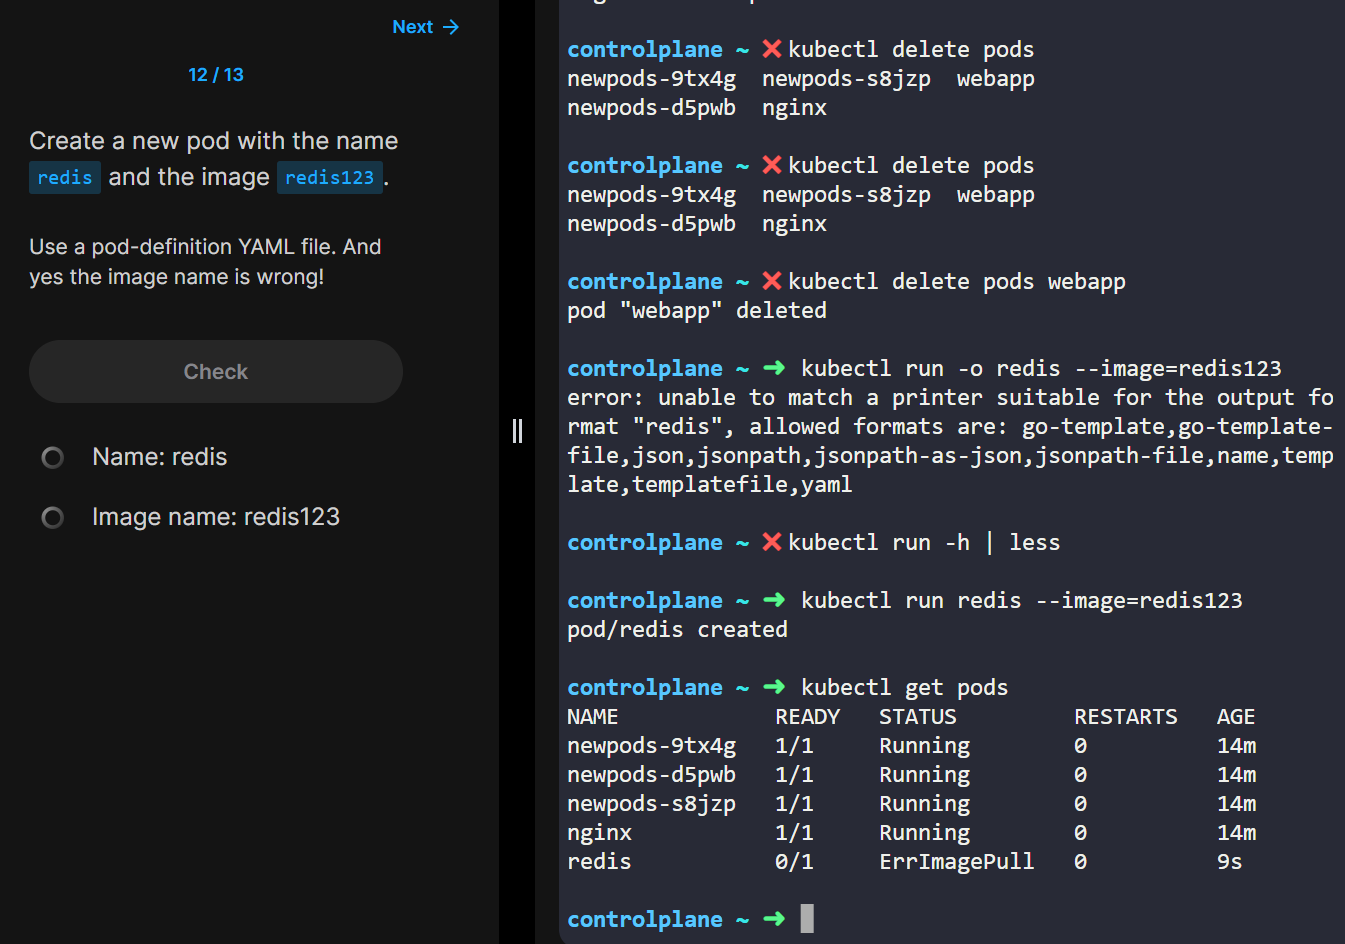 Next →
12 / 13
Create a new pod with the name
redis and the image redis123.
Use a pod-definition YAML file. And
yes the image name is wrong!
Check
Name: redis
Image name: redis123
controlplane ~ ❌kubectl delete pods
newpods-9tx4g  newpods-s8jzp  webapp
newpods-d5pwb  nginx
controlplane ~ ❌kubectl delete pods
newpods-9tx4g  newpods-s8jzp  webapp
newpods-d5pwb  nginx
controlplane ~ ❌kubectl delete pods webapp
pod "webapp" deleted
controlplane ~ ➜ kubectl run -o redis --image=redis123
error: unable to match a printer suitable for the output fo
rmat "redis", allowed formats are: go-template,go-template-
file,json,jsonpath,jsonpath-as-json,jsonpath-file,name,temp
late,templatefile,yaml
controlplane ~ ❌kubectl run -h | less
controlplane ~ ➜ kubectl run redis --image=redis123
pod/redis created
controlplane ~ ➜ kubectl get pods
NAME            READY   STATUS         RESTARTS   AGE
newpods-9tx4g   1/1     Running        0          14m
newpods-d5pwb   1/1     Running        0          14m
newpods-s8jzp   1/1     Running        0          14m
nginx           1/1     Running        0          14m
redis           0/1     ErrImagePull   0          9s
controlplane ~ ➜